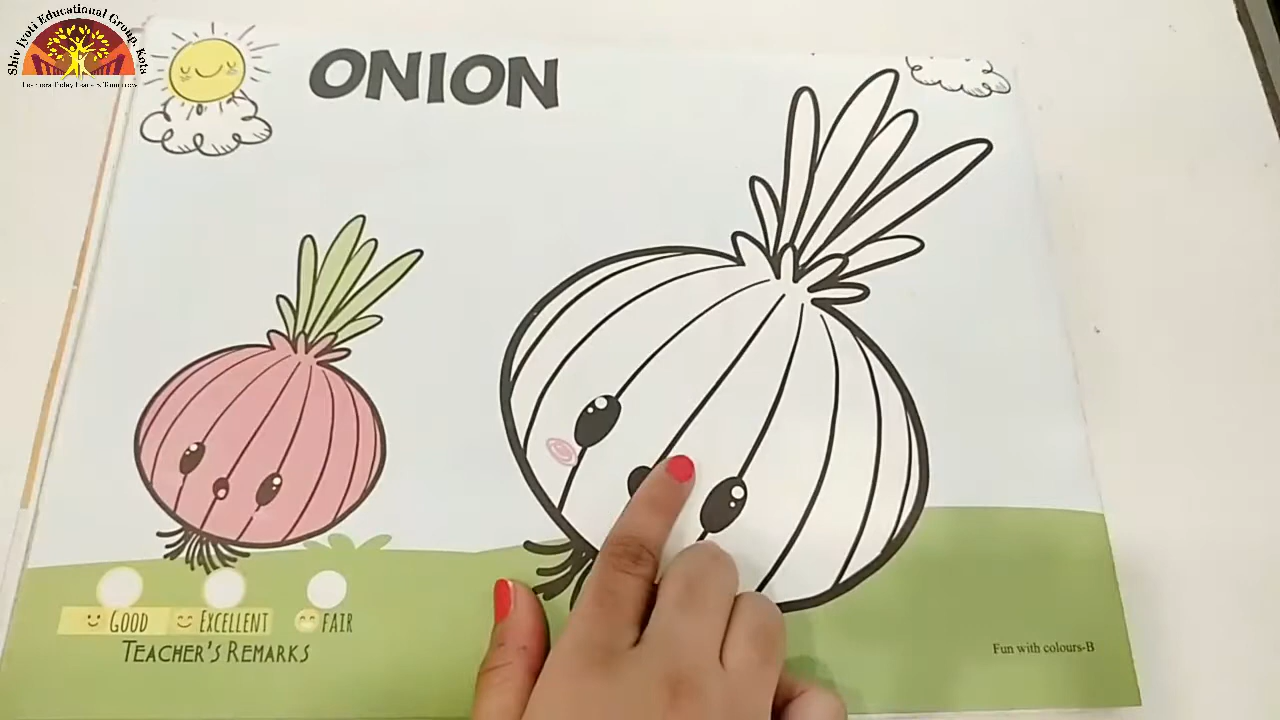 Shiv Jyoti Educational Group, Kota
ONION
GOOD EXCELLENT FAIR
TEACHER'S REMARKS
Fun with colours-B